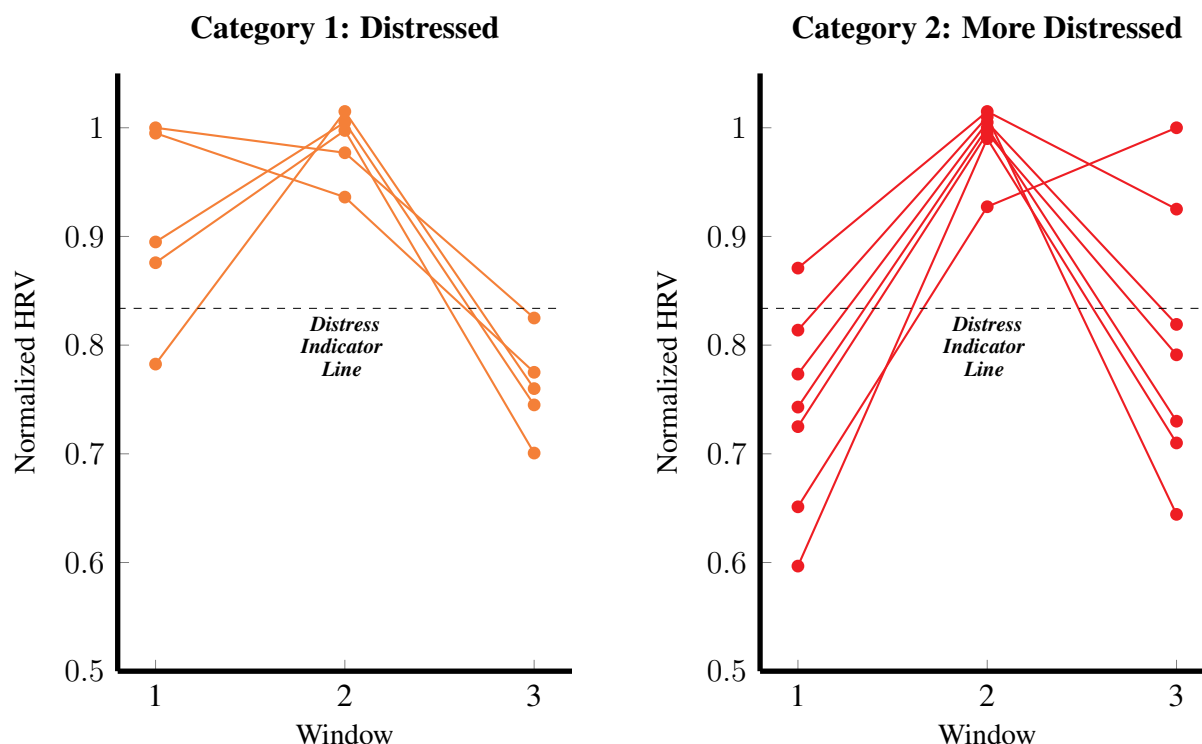 Category 1: Distressed
Normalized HRV
1
0.9
0.8
0.7
0.6
0.5
Distress
Indicator
Line
1 2 3
Window
Category 2: More Distressed
Normalized HRV
1
0.9
0.8
0.7
0.6
0.5
Distress
Indicator
Line
1 2 3
Window